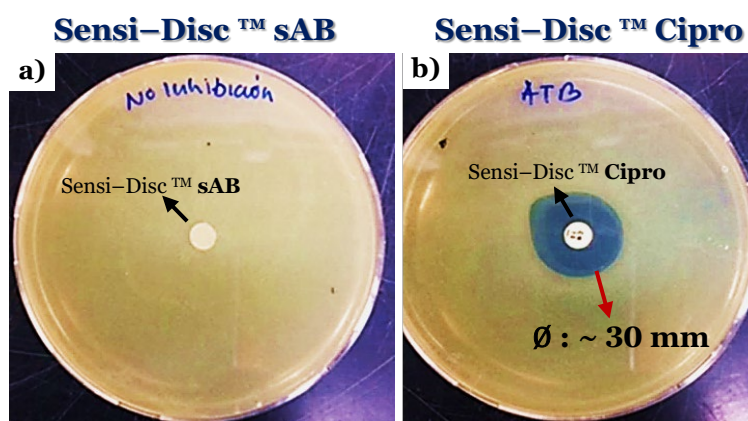 Sensi–Disc ™ sAB
Sensi–Disc ™ Cipro
a)
No Inhibición
Sensi–Disc ™ sAB
b)
ATB
Sensi–Disc ™ Cipro
Ø : ~ 30 mm